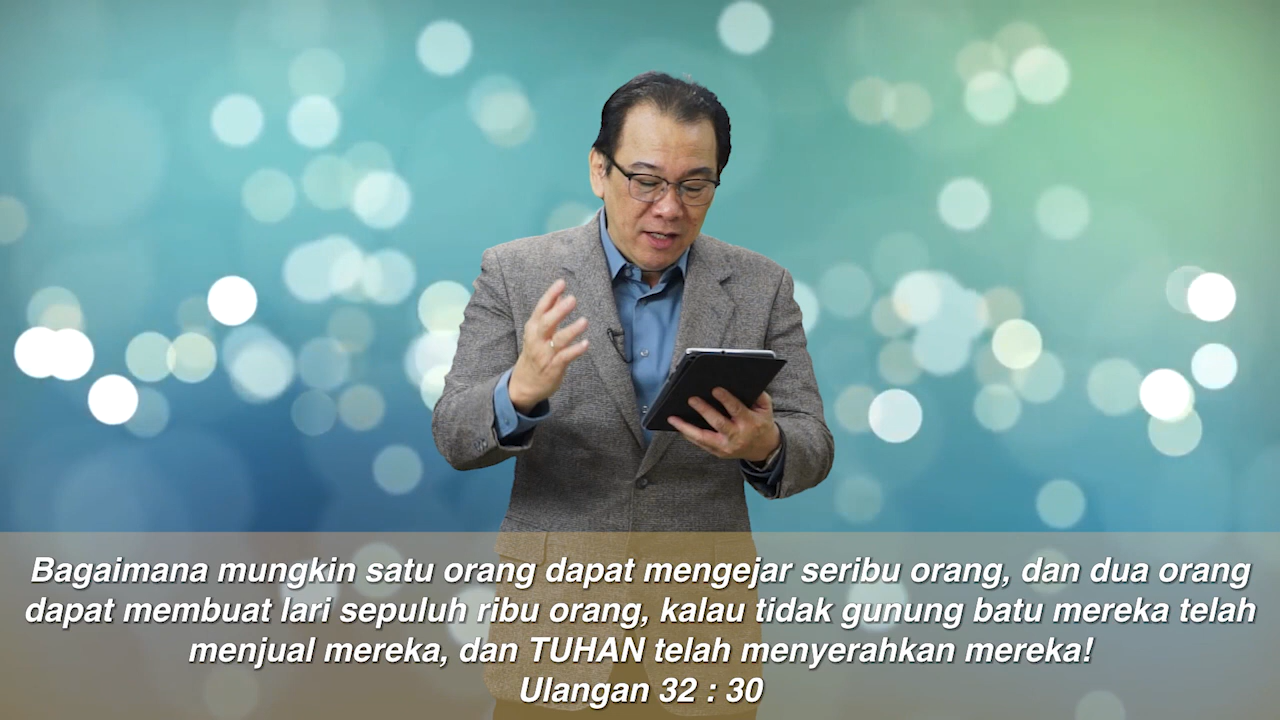 Bagaimana mungkin satu orang dapat mengejar seribu orang, dan dua orang
dapat membuat lari sepuluh ribu orang, kalau tidak gunung batu mereka telah
menjual mereka, dan TUHAN telah menyerahkan mereka!
Ulangan 32 : 30